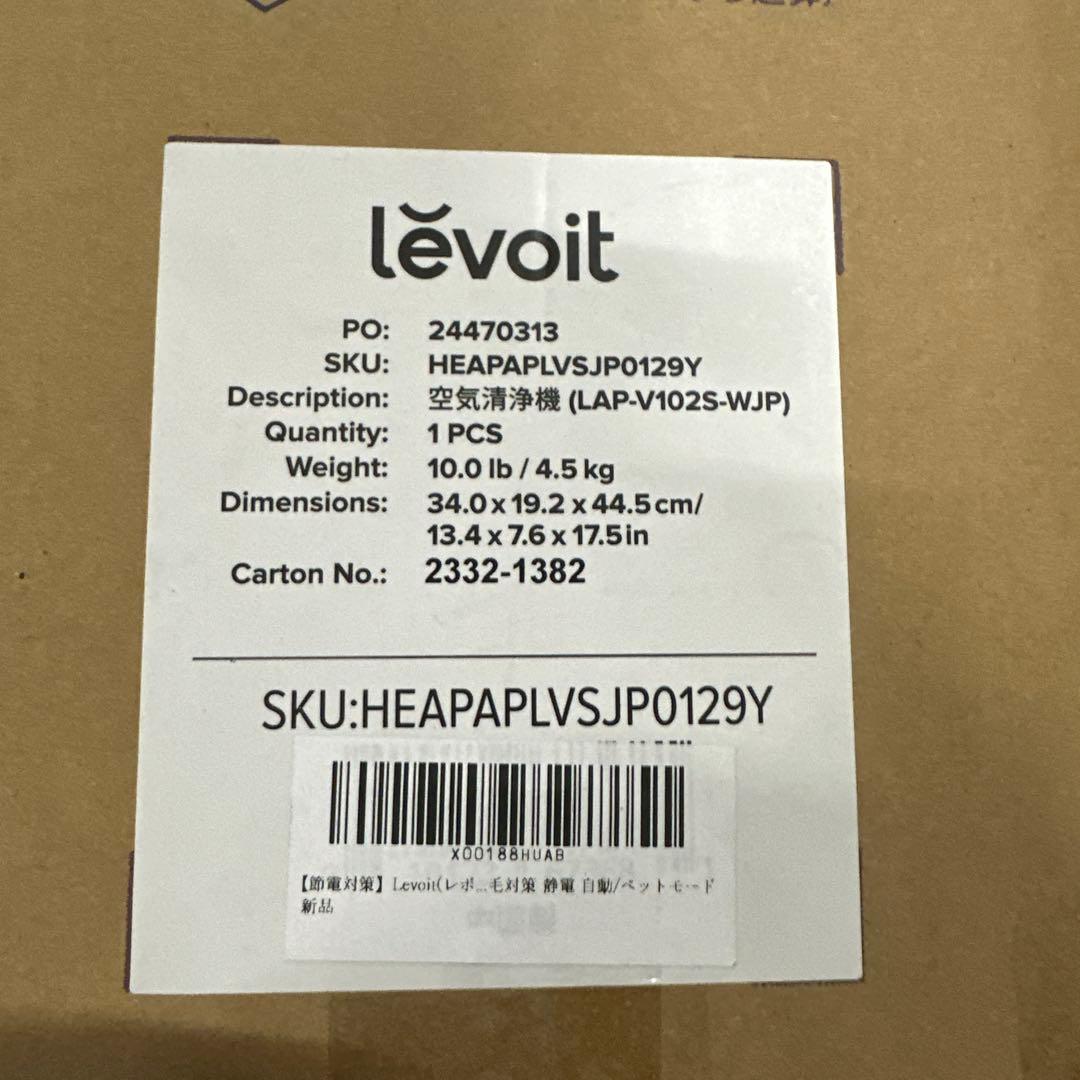 levoit
PO: 24470313
SKU: HEAPAPLVSJP0129Y
Description: 空気清浄機 (LAP-V102S-WJP)
Quantity: 1 PCS
Weight: 10.0 lb / 4.5 kg
Dimensions: 34.0 x 19.2 x 44.5 cm/
13.4 x 7.6 x 17.5 in
Carton No.: 2332-1382
SKU:HEAPAPLVSJP0129Y
X00188HUAB
【節電対策】Levoit(レボ...毛対策 静電 自動/ペットモード
新品